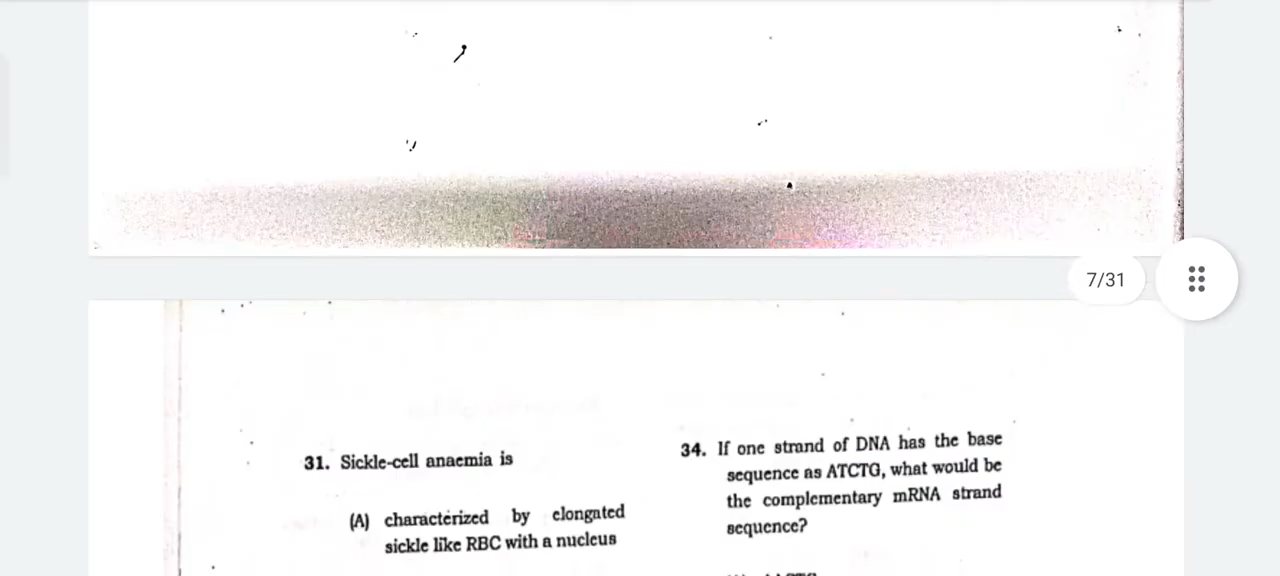 7/31
31. Sickle-cell anaemia is
(A) characterized by elongated
sickle like RBC with a nucleus
34. If one strand of DNA has the base
sequence as ATCTG, what would be
the complementary mRNA strand
sequence?